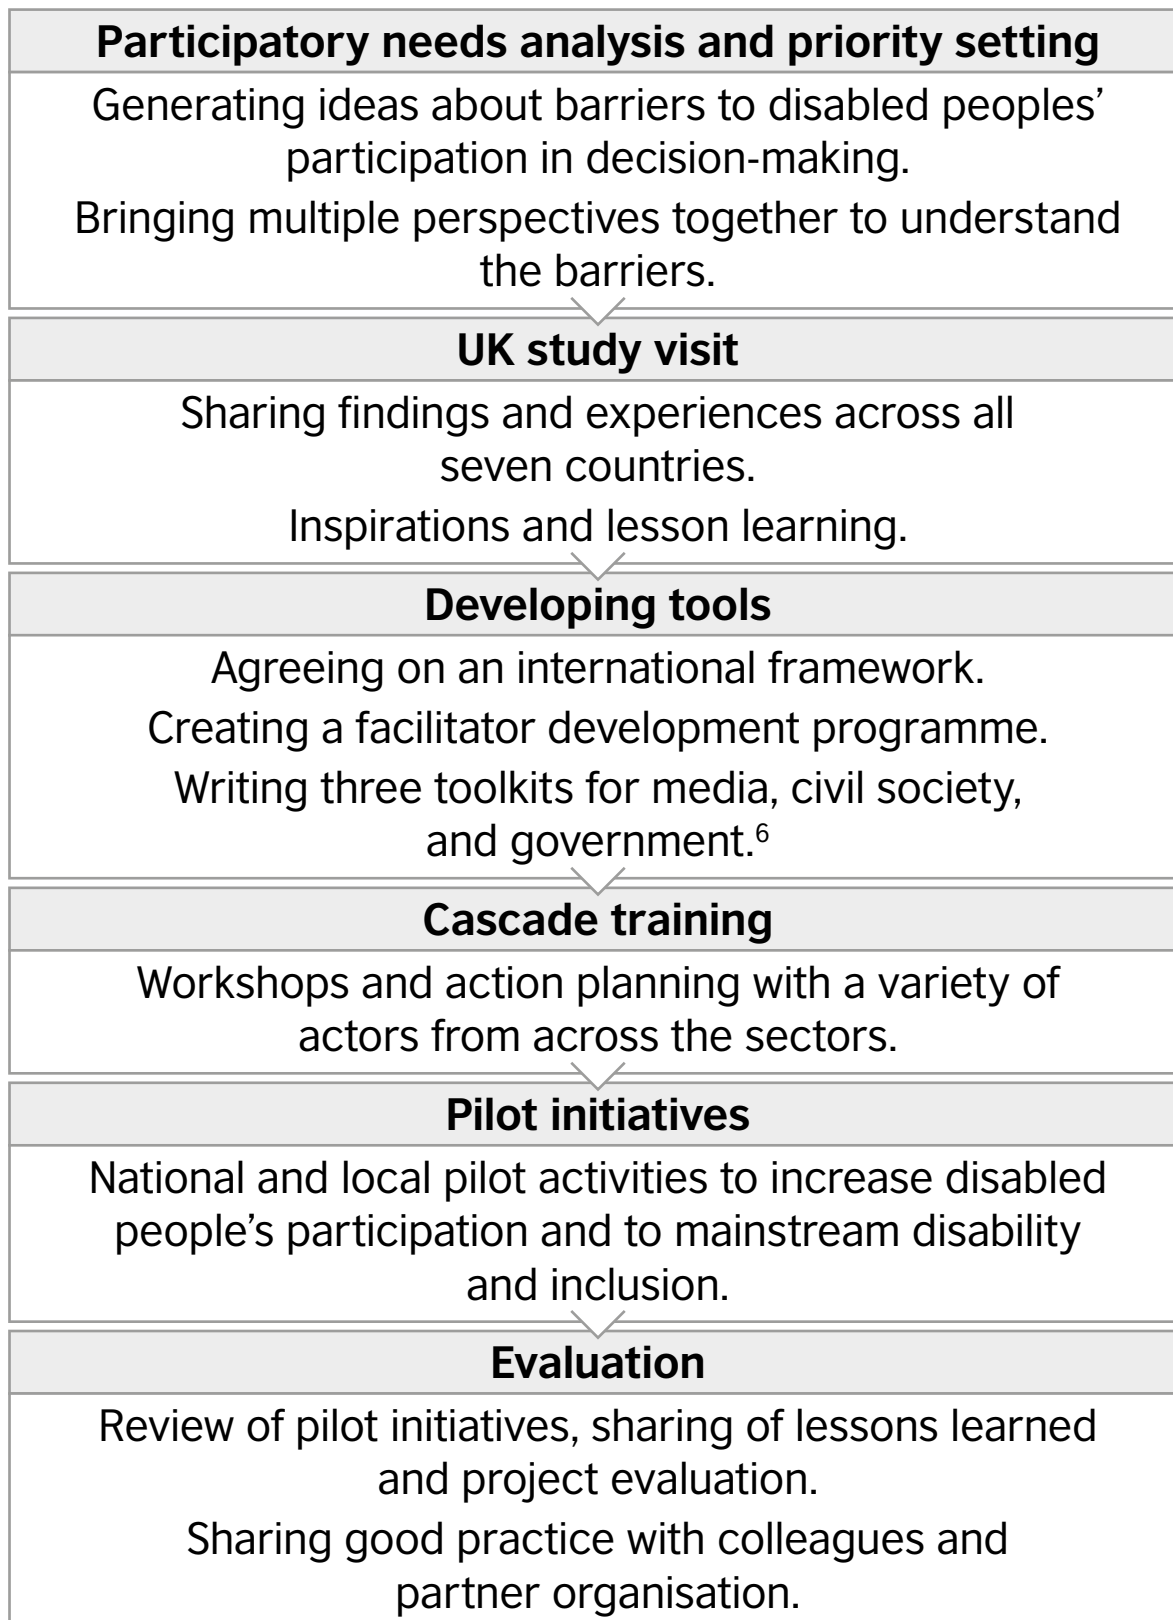 Participatory needs analysis and priority setting
Generating ideas about barriers to disabled peoples’
participation in decision-making.
Bringing multiple perspectives together to understand
the barriers.
UK study visit
Sharing findings and experiences across all
seven countries.
Inspirations and lesson learning.
Developing tools
Agreeing on an international framework.
Creating a facilitator development programme.
Writing three toolkits for media, civil society,
and government.⁶
Cascade training
Workshops and action planning with a variety of
actors from across the sectors.
Pilot initiatives
National and local pilot activities to increase disabled
people’s participation and to mainstream disability
and inclusion.
Evaluation
Review of pilot initiatives, sharing of lessons learned
and project evaluation.
Sharing good practice with colleagues and
partner organisation.